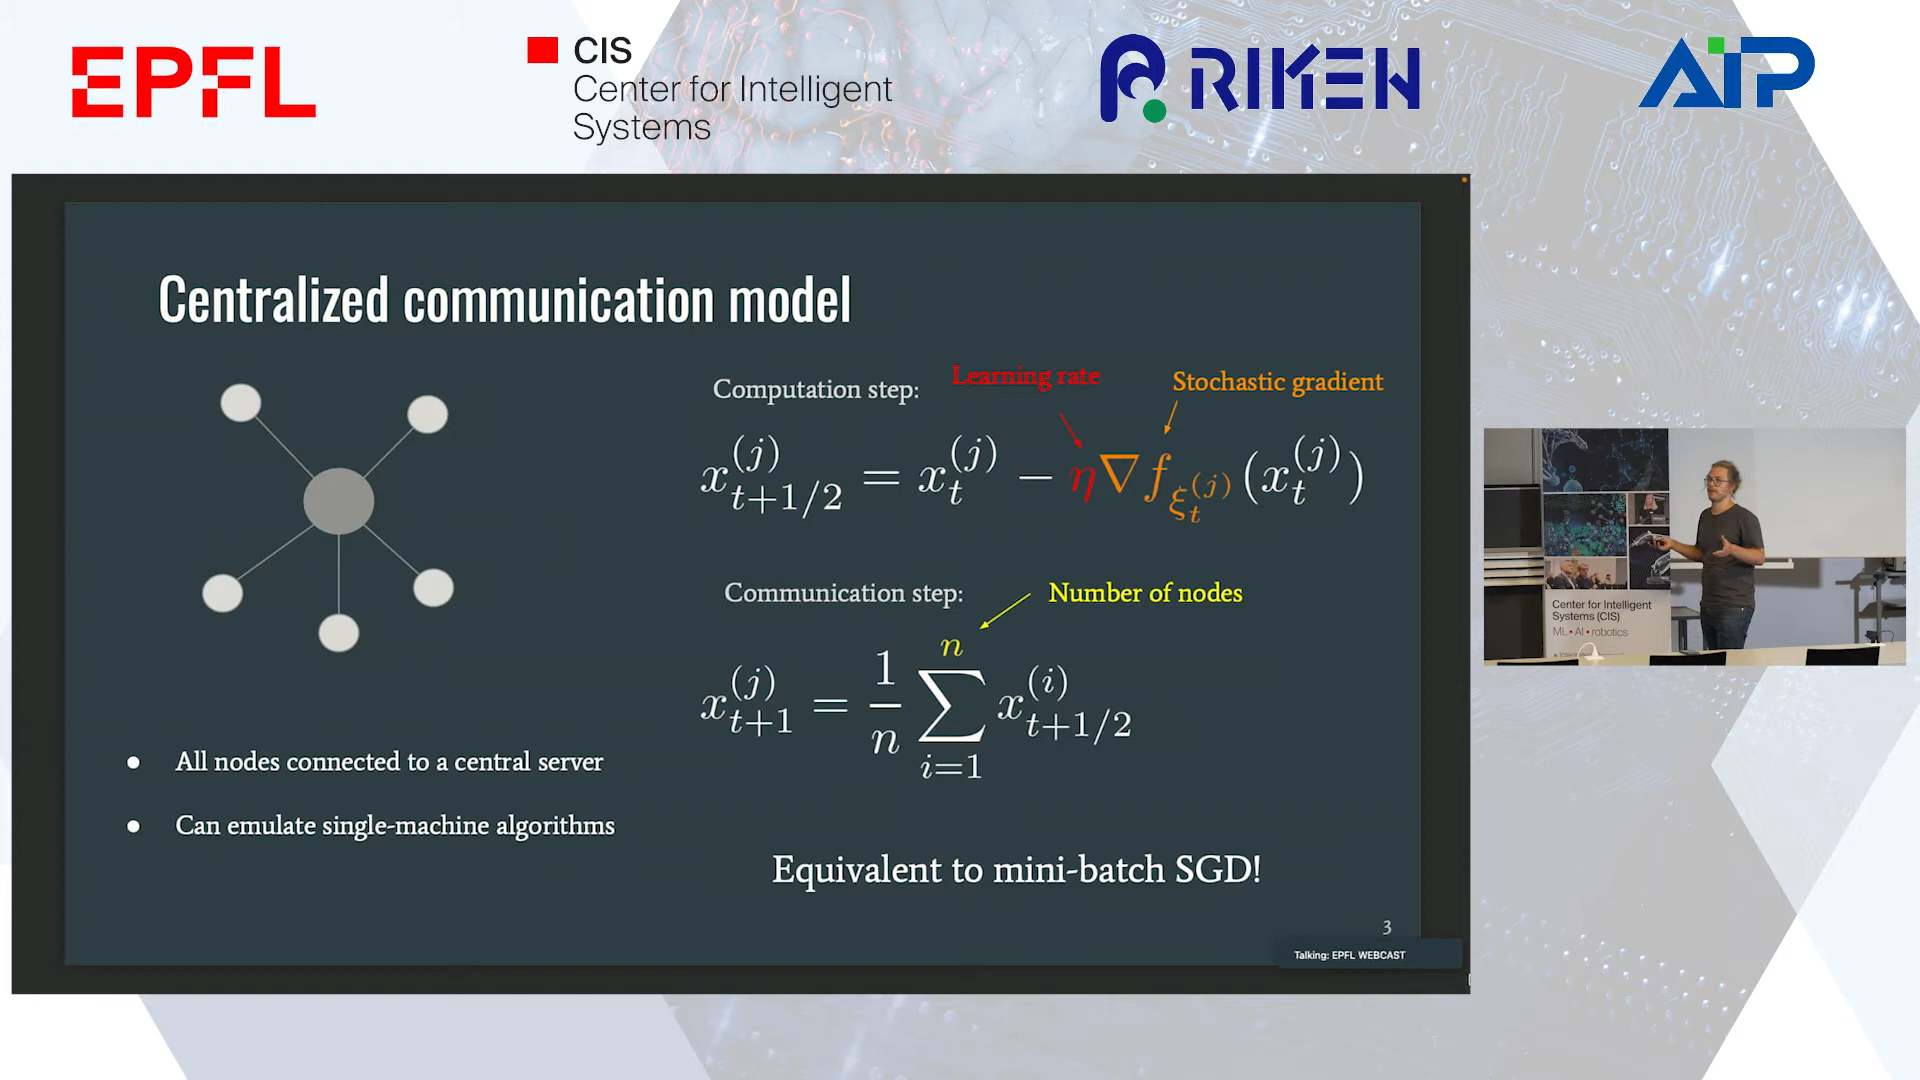 EPFL
CIS
Center for Intelligent
Systems
RIKEN
AIP
Centralized communication model
Computation step:
Learning rate
Stochastic gradient
x_{t+1/2}^{(j)} = x_t^{(j)} − η∇f_{ξ_t^{(j)}}(x_t^{(j)})
Communication step:
Number of nodes
x_{t+1}^{(j)} = \frac{1}{n} \sum_{i=1}^{n} x_{t+1/2}^{(i)}
● All nodes connected to a central server
● Can emulate single-machine algorithms
Equivalent to mini-batch SGD!
3
Talking: EPFL WEBCAST
Center for Intelligent
Systems (CIS)
ML • AI • robotics